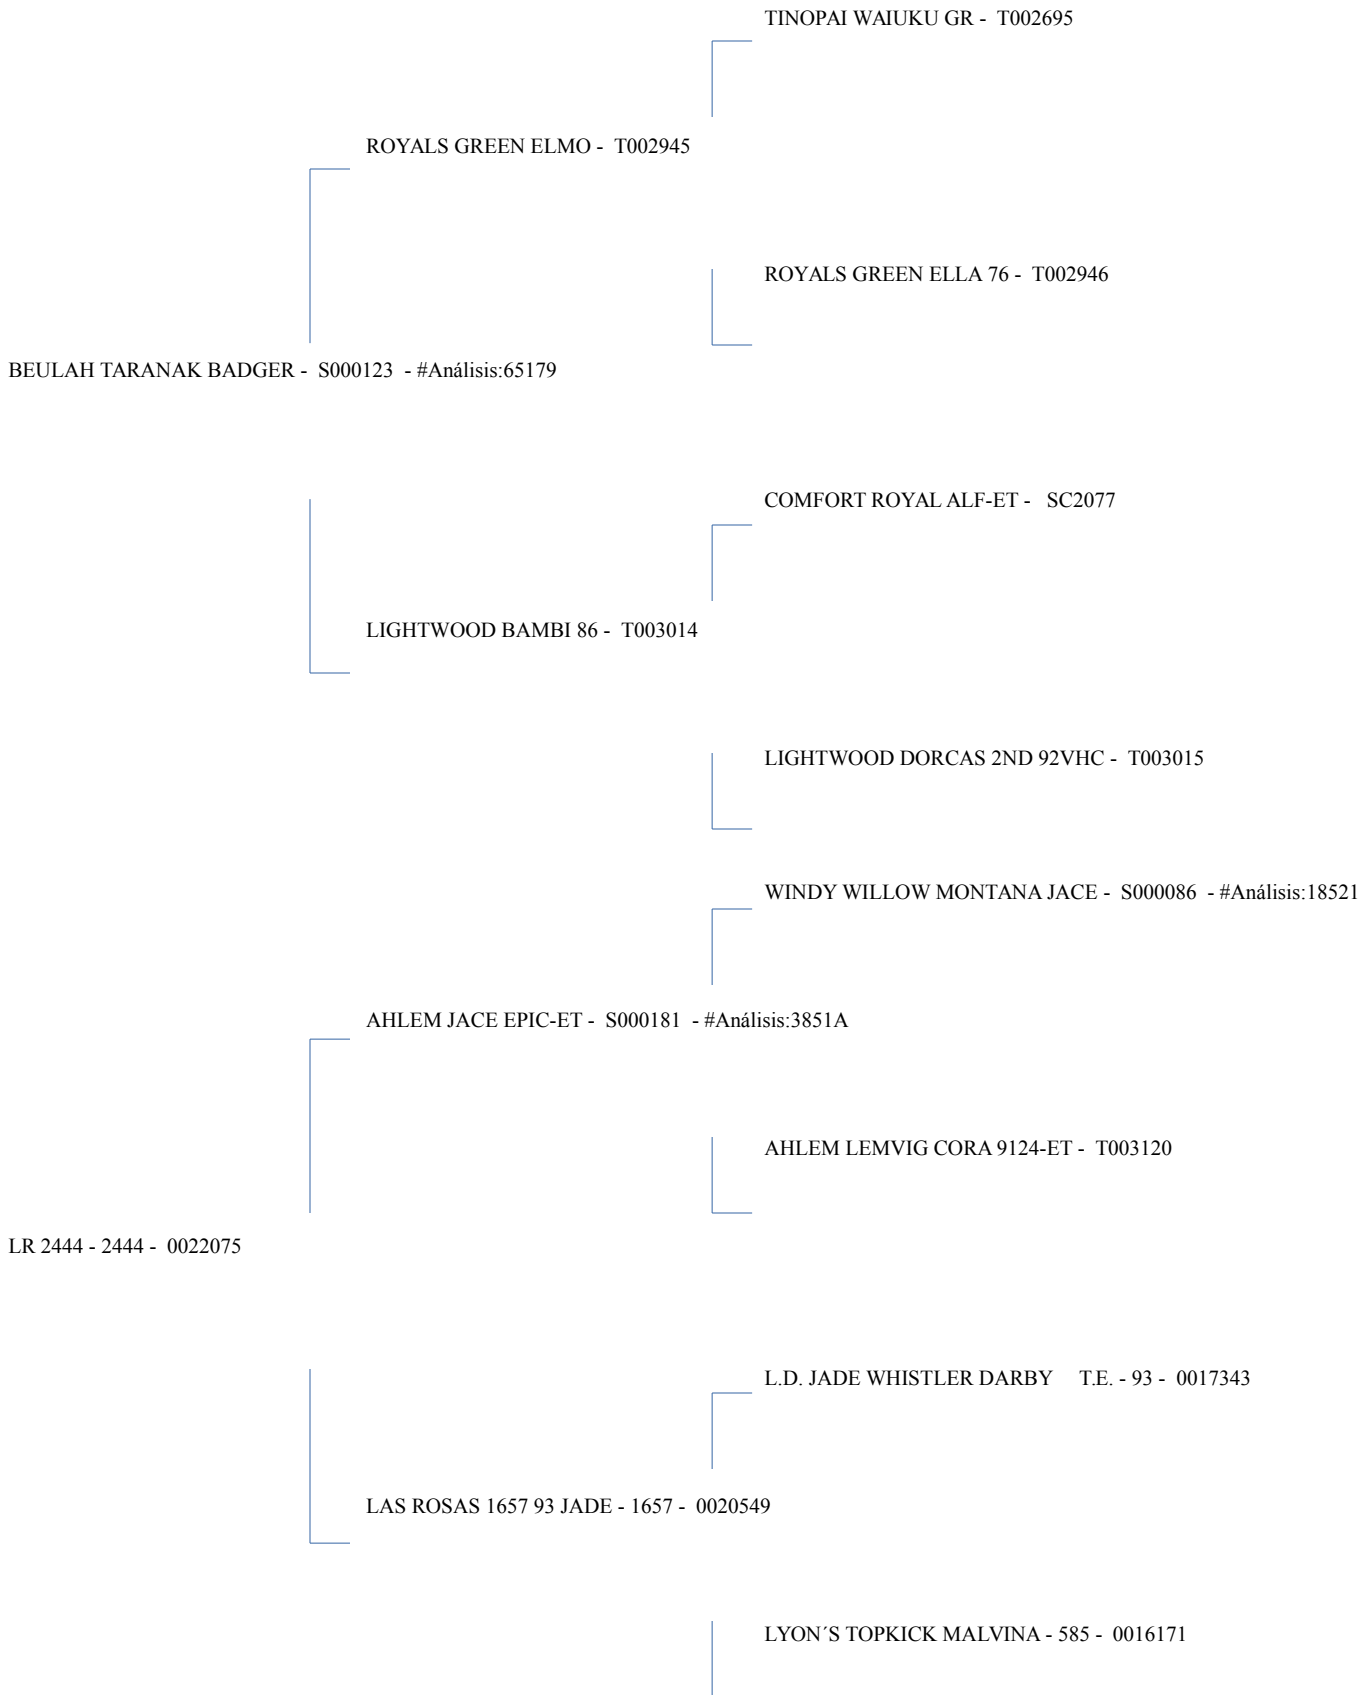 TINOPAI WAIUKU GR - T002695
ROYALS GREEN ELMO - T002945
ROYALS GREEN ELLA 76 - T002946
BEULAH TARANAK BADGER - S000123 - #Análisis:65179
COMFORT ROYAL ALF-ET - SC2077
LIGHTWOOD BAMBI 86 - T003014
LIGHTWOOD DORCAS 2ND 92VHC - T003015
WINDY WILLOW MONTANA JACE - S000086 - #Análisis:18521
AHLEM JACE EPIC-ET - S000181 - #Análisis:3851A
AHLEM LEMVIG CORA 9124-ET - T003120
LR 2444 - 2444 - 0022075
L.D. JADE WHISTLER DARBY T.E. - 93 - 0017343
LAS ROSAS 1657 93 JADE - 1657 - 0020549
LYON´S TOPKICK MALVINA - 585 - 0016171